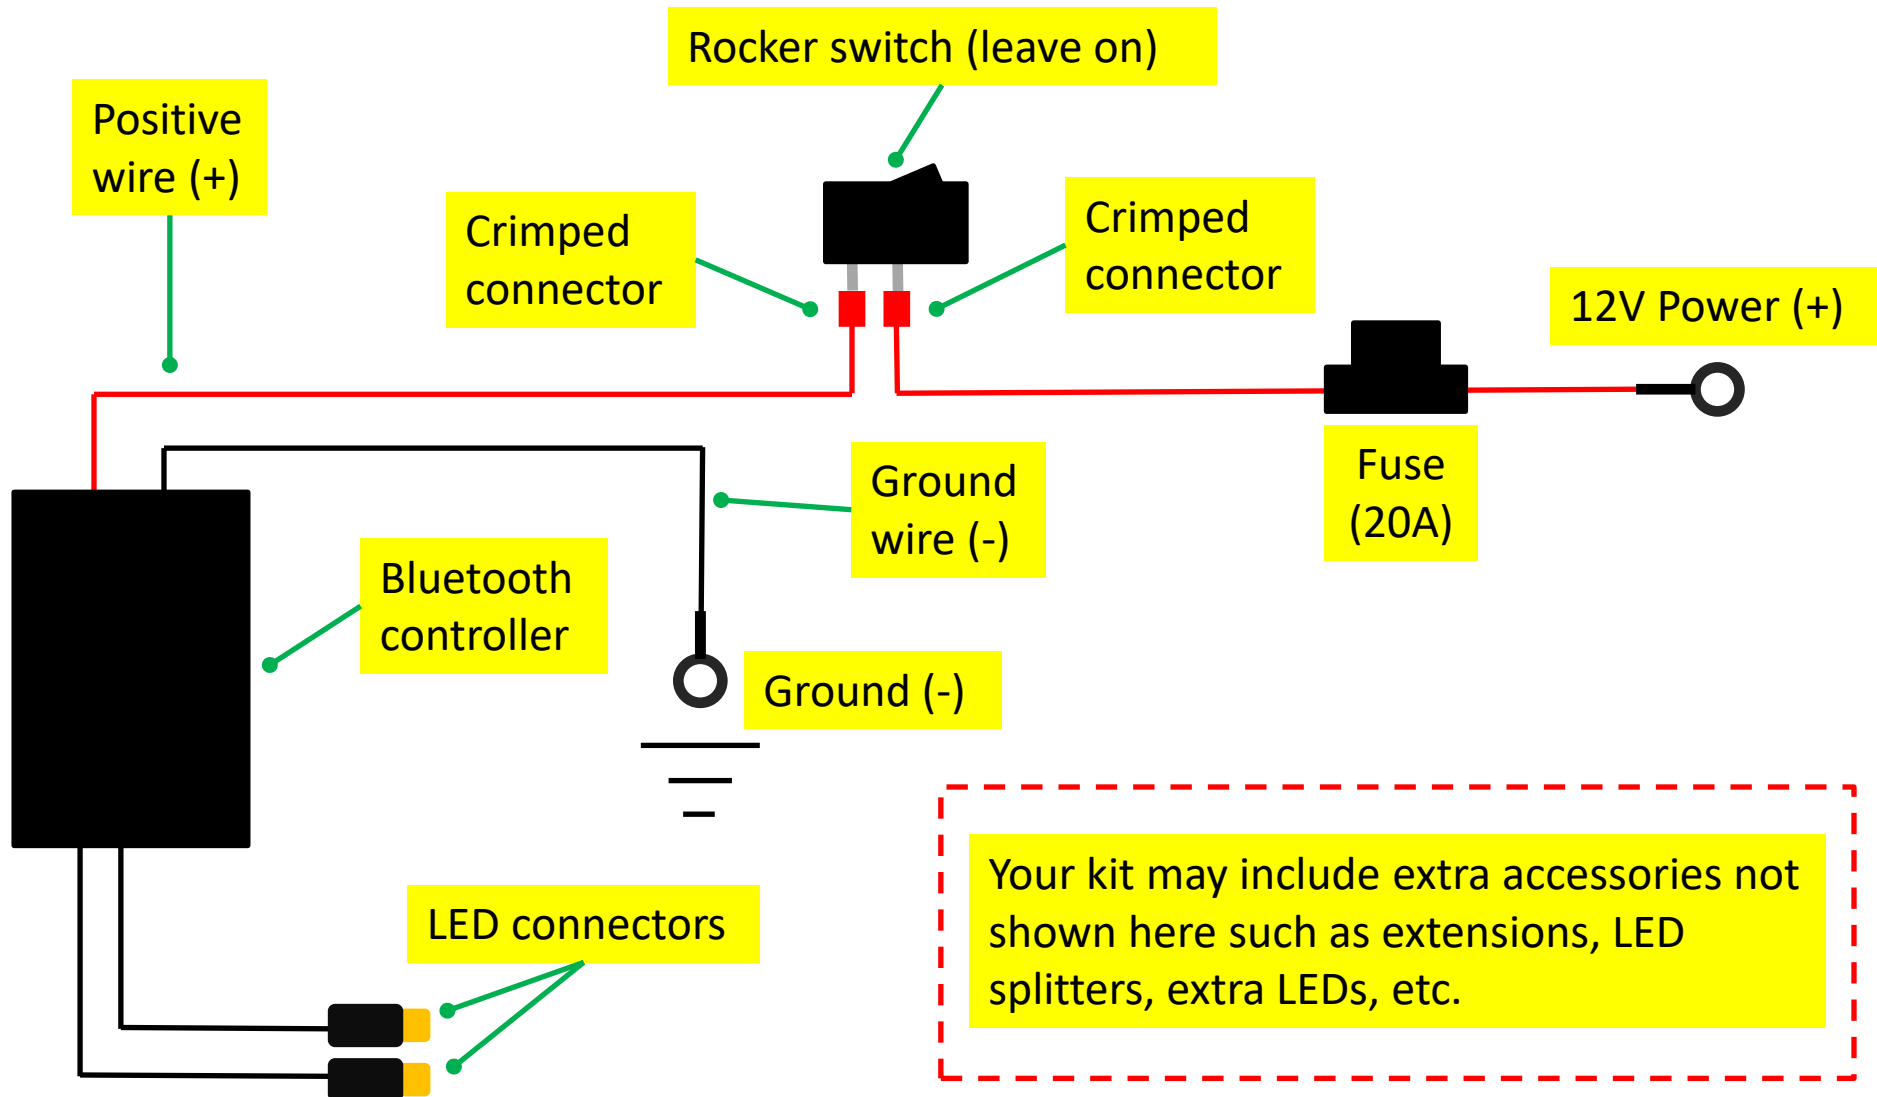 Rocker switch (leave on)
Positive
wire (+)
Crimped
connector
Crimped
connector
12V Power (+)
Fuse
(20A)
Ground
wire (-)
Bluetooth
controller
Ground (-)
LED connectors
Your kit may include extra accessories not
shown here such as extensions, LED
splitters, extra LEDs, etc.